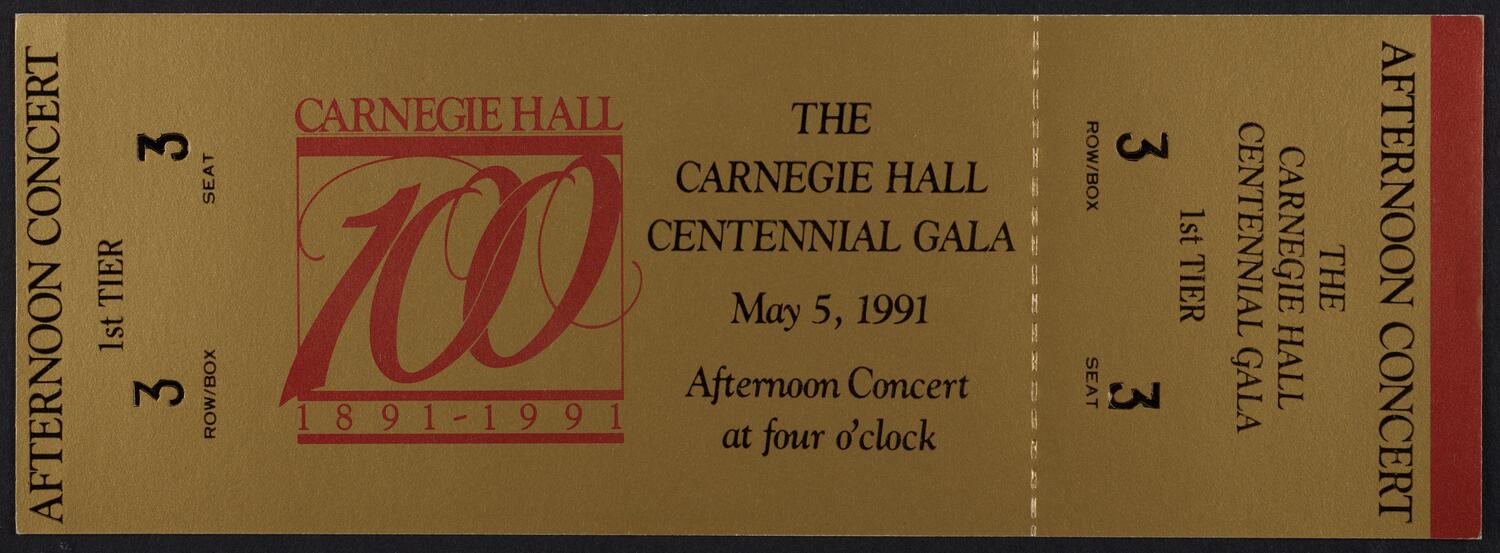 AFTERNOON CONCERT
1st TIER
3
ROW/BOX
3
SEAT
CARNEGIE HALL
100
1891-1991
THE
CARNEGIE HALL
CENTENNIAL GALA
May 5, 1991
Afternoon Concert
at four o'clock
AFTERNOON CONCERT
THE
CARNEGIE HALL
CENTENNIAL GALA
1st TIER
3
ROW/BOX
3
SEAT